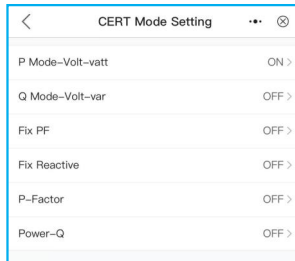 CERT Mode Setting
P Mode-Volt-vatt ON
Q Mode-Volt-var OFF
Fix PF OFF
Fix Reactive OFF
P-Factor OFF
Power-Q OFF